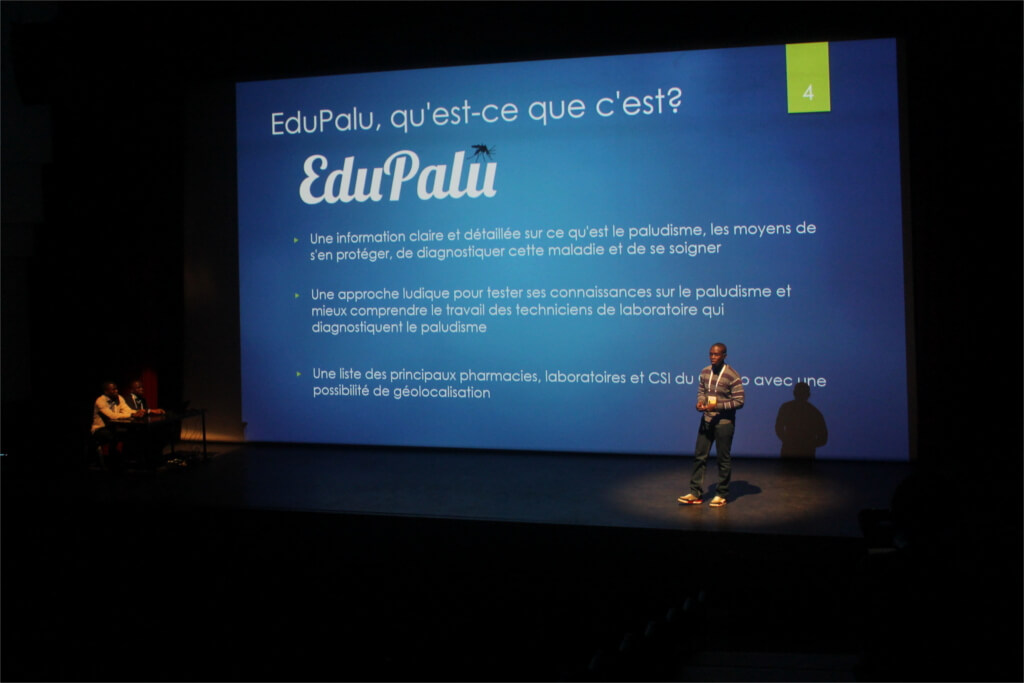 4
EduPalu, qu'est-ce que c'est?
EduPalu
Une information claire et détaillée sur ce qu'est le paludisme, les moyens de
s'en protéger, de diagnostiquer cette maladie et de se soigner
Une approche ludique pour tester ses connaissances sur le paludisme et
mieux comprendre le travail des techniciens de laboratoire qui
diagnostiquent le paludisme
Une liste des principaux pharmacies, laboratoires et CSI du avec une
possibilité de géolocalisation